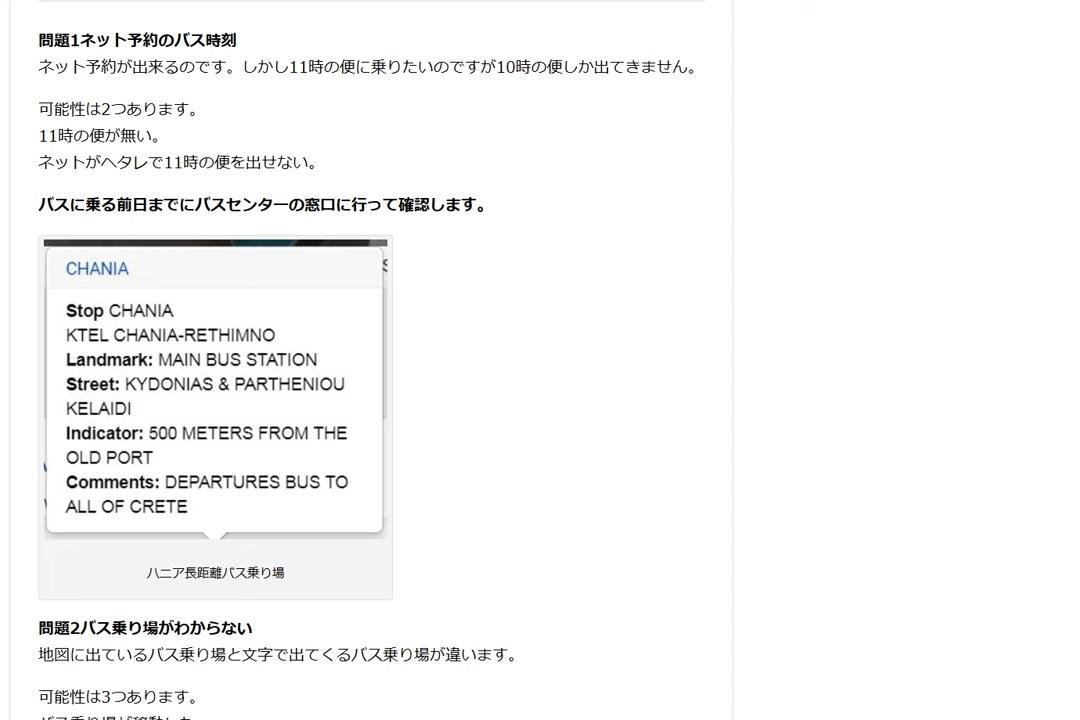 問題1ネット予約のバス時刻
ネット予約が出来るのです。しかし11時の便に乗りたいのですが10時の便しか出てきません。
可能性は2つあります。
11時の便が無い。
ネットがヘタレで11時の便を出せない。
バスに乗る前日までにバスセンターの窓口に行って確認します。
CHANIA
Stop CHANIA
KTEL CHANIA-RETHIMNO
Landmark: MAIN BUS STATION
Street: KYDONIAS & PARTHENIOU
KELAIDI
Indicator: 500 METERS FROM THE
OLD PORT
Comments: DEPARTURES BUS TO
ALL OF CRETE
ハニア長距離バス乗り場
問題2バス乗り場がわからない
地図に出ているバス乗り場と文字で出てくるバス乗り場が違います。
可能性は3つあります。